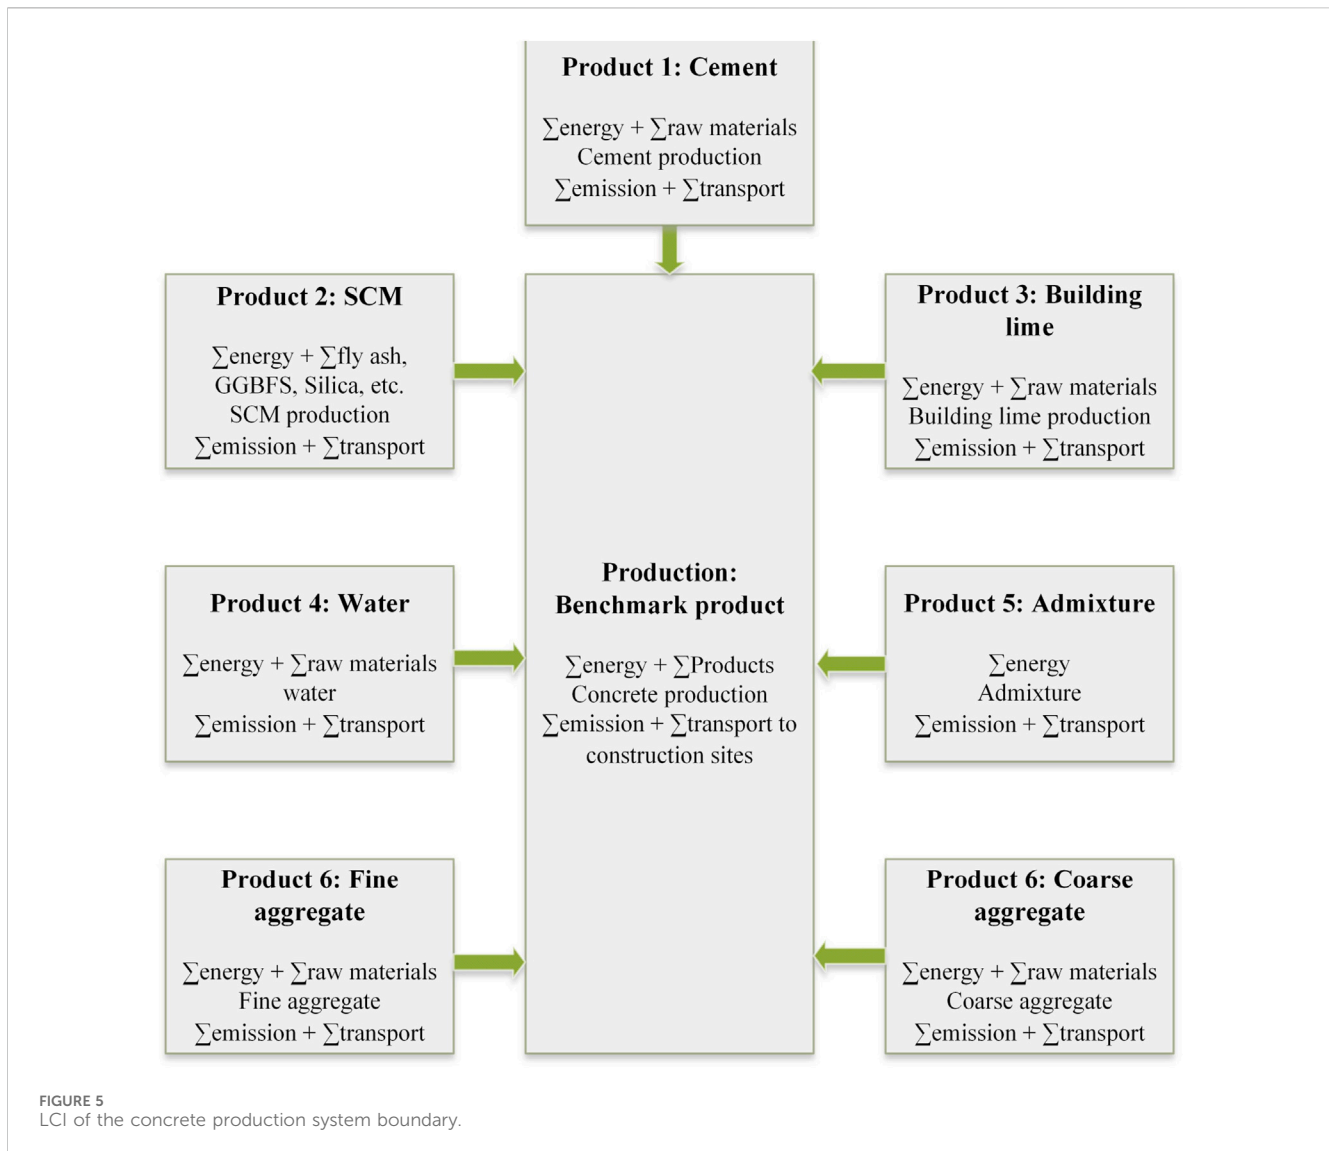 Product 1: Cement
∑energy + ∑raw materials
Cement production
∑emission + ∑transport
Product 2: SCM
∑energy + ∑fly ash,
GGBFS, Silica, etc.
SCM production
∑emission + ∑transport
Product 3: Building
lime
∑energy + ∑raw materials
Building lime production
∑emission + ∑transport
Product 4: Water
∑energy + ∑raw materials
water
∑emission + ∑transport
Production:
Benchmark product
∑energy + ∑Products
Concrete production
∑emission + ∑transport to
construction sites
Product 5: Admixture
∑energy
Admixture
∑emission + ∑transport
Product 6: Fine
aggregate
∑energy + ∑raw materials
Fine aggregate
∑emission + ∑transport
Product 6: Coarse
aggregate
∑energy + ∑raw materials
Coarse aggregate
∑emission + ∑transport
FIGURE 5
LCI of the concrete production system boundary.